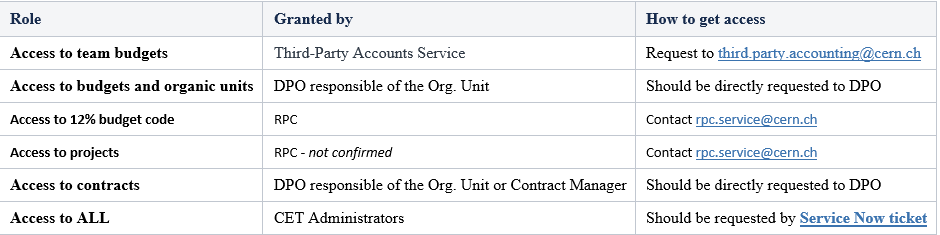 Role Granted by How to get access
Access to team budgets Third-Party Accounts Service Request to third.party.accounting@cern.ch
Access to budgets and organic units DPO responsible of the Org. Unit Should be directly requested to DPO
Access to 12% budget code RPC Contact rpc.service@cern.ch
Access to projects RPC - not confirmed Contact rpc.service@cern.ch
Access to contracts DPO responsible of the Org. Unit or Contract Manager Should be directly requested to DPO
Access to ALL CET Administrators Should be requested by Service Now ticket